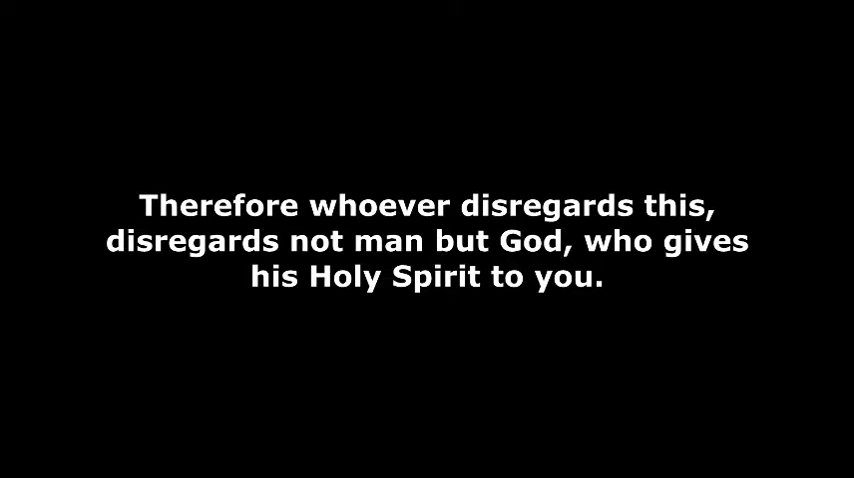 Therefore whoever disregards this,
disregards not man but God, who gives
his Holy Spirit to you.